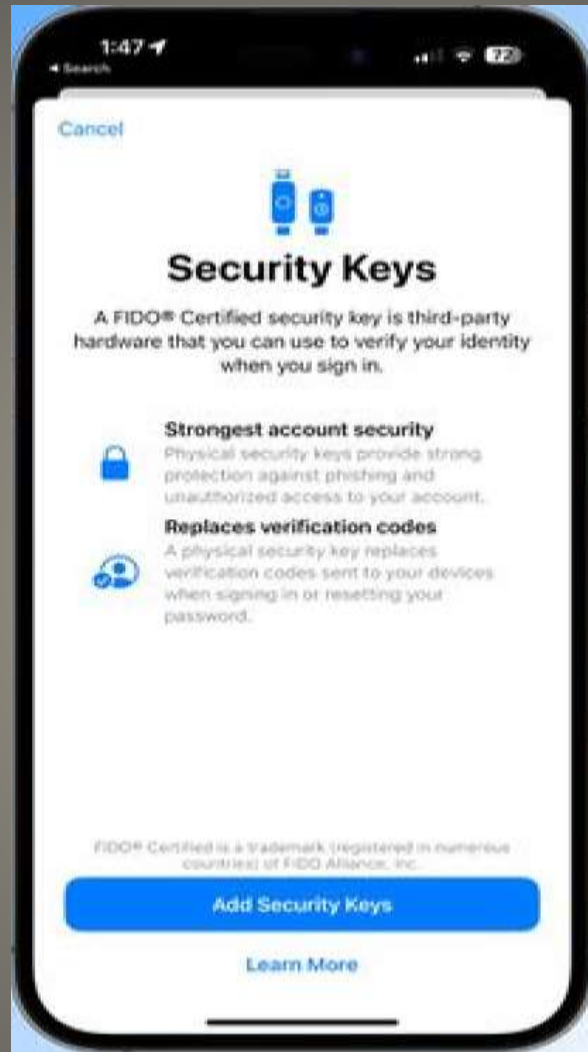 1:47
72
◂ Search
Cancel
Security Keys
A FIDO® Certified security key is third-party
hardware that you can use to verify your identity
when you sign in.
Strongest account security
Physical security keys provide strong
protection against phishing and
unauthorized access to your account.
Replaces verification codes
A physical security key replaces
verification codes sent to your devices
when signing in or resetting your
password.
FIDO® Certified is a trademark (registered in numerous
countries) of FIDO Alliance, Inc.
Add Security Keys
Learn More